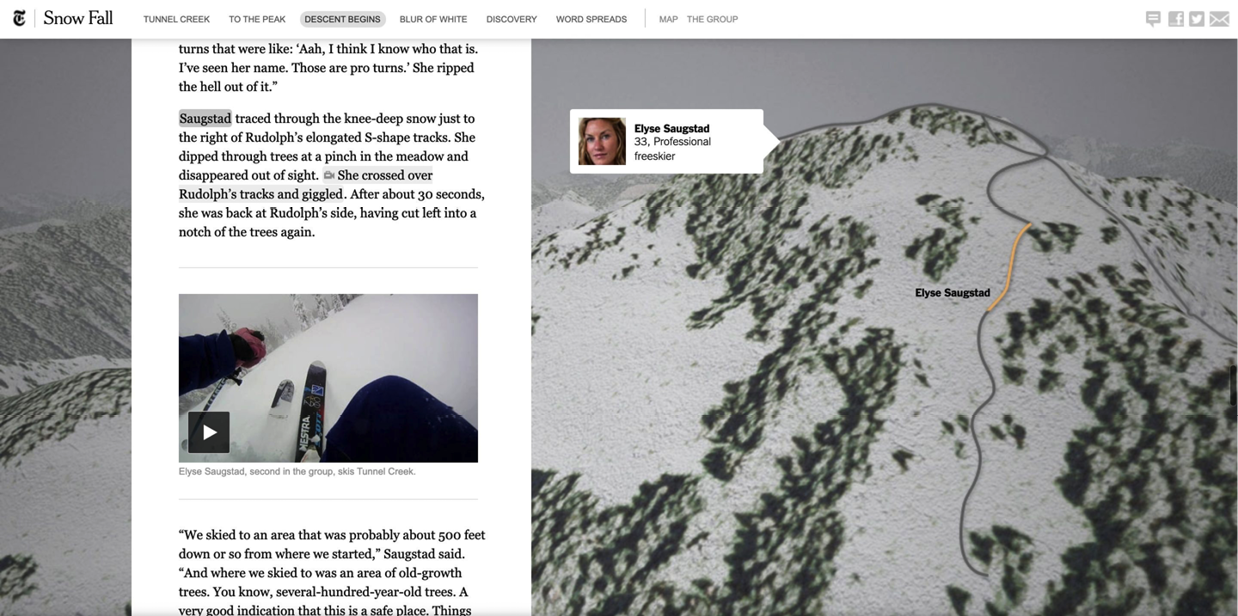 Snow Fall TUNNEL CREEK TO THE PEAK DESCENT BEGINS BLUR OF WHITE DISCOVERY WORD SPREADS MAP THE GROUP
turns that were like: ‘Aah, I think I know who that is.
I’ve seen her name. Those are pro turns.’ She ripped
the hell out of it.”
Saugstad traced through the knee-deep snow just to
the right of Rudolph’s elongated S-shape tracks. She
dipped through trees at a pinch in the meadow and
disappeared out of sight. She crossed over
Rudolph’s tracks and giggled. After about 30 seconds,
she was back at Rudolph’s side, having cut left into a
notch of the trees again.
Elyse Saugstad, second in the group, skis Tunnel Creek.
“We skied to an area that was probably about 500 feet
down or so from where we started,” Saugstad said.
“And where we skied to was an area of old-growth
trees. You know, several-hundred-year-old trees. A
very good indication that this is a safe place. Things
Elyse Saugstad
33, Professional
freeskier
Elyse Saugstad